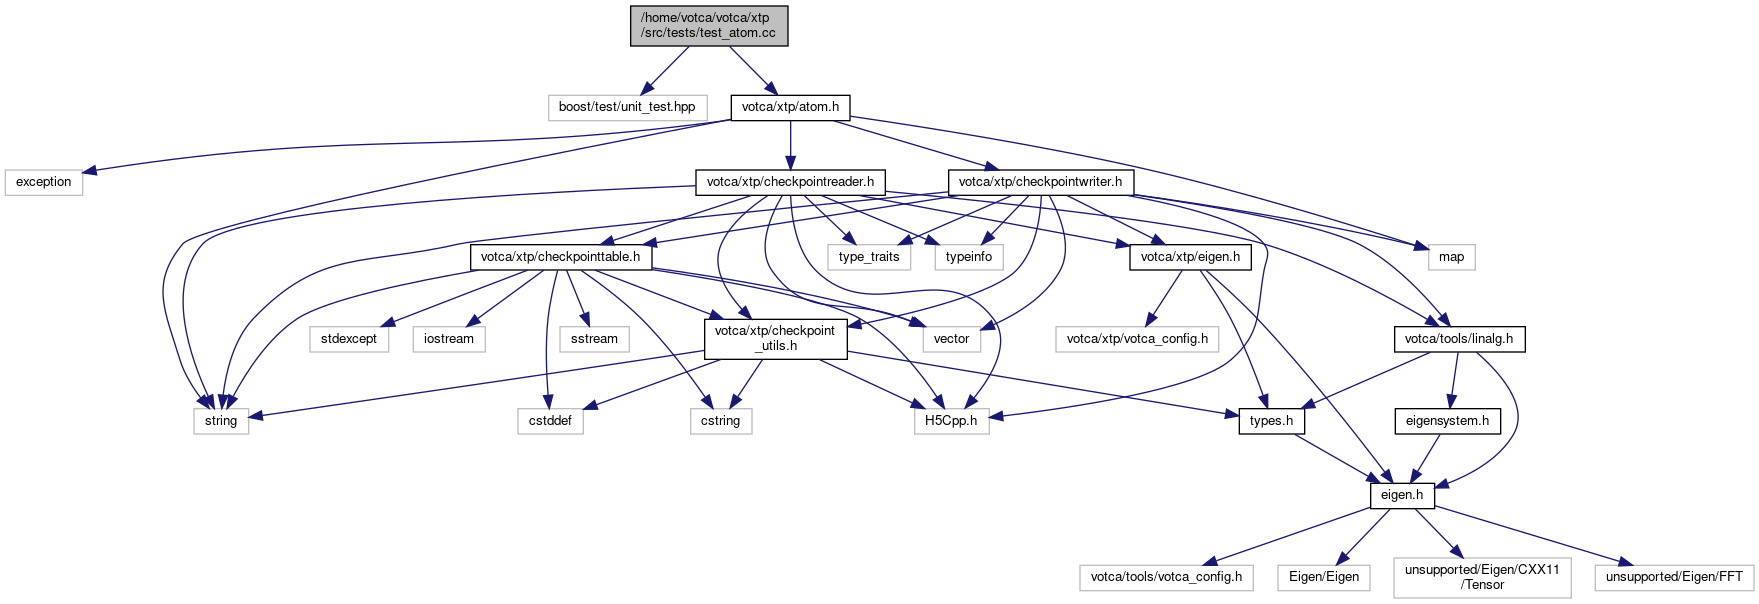 /home/votca/votca/xtp
/src/tests/test_atom.cc
boost/test/unit_test.hpp
votca/xtp/atom.h
exception
votca/xtp/checkpointreader.h
votca/xtp/checkpointwriter.h
votca/xtp/checkpointtable.h
type_traits
typeinfo
votca/xtp/eigen.h
map
stdexcept
iostream
sstream
votca/xtp/checkpoint
_utils.h
vector
votca/xtp/votca_config.h
votca/tools/linalg.h
string
cstddef
cstring
H5Cpp.h
types.h
eigensystem.h
eigen.h
votca/tools/votca_config.h
Eigen/Eigen
unsupported/Eigen/CXX11
/Tensor
unsupported/Eigen/FFT